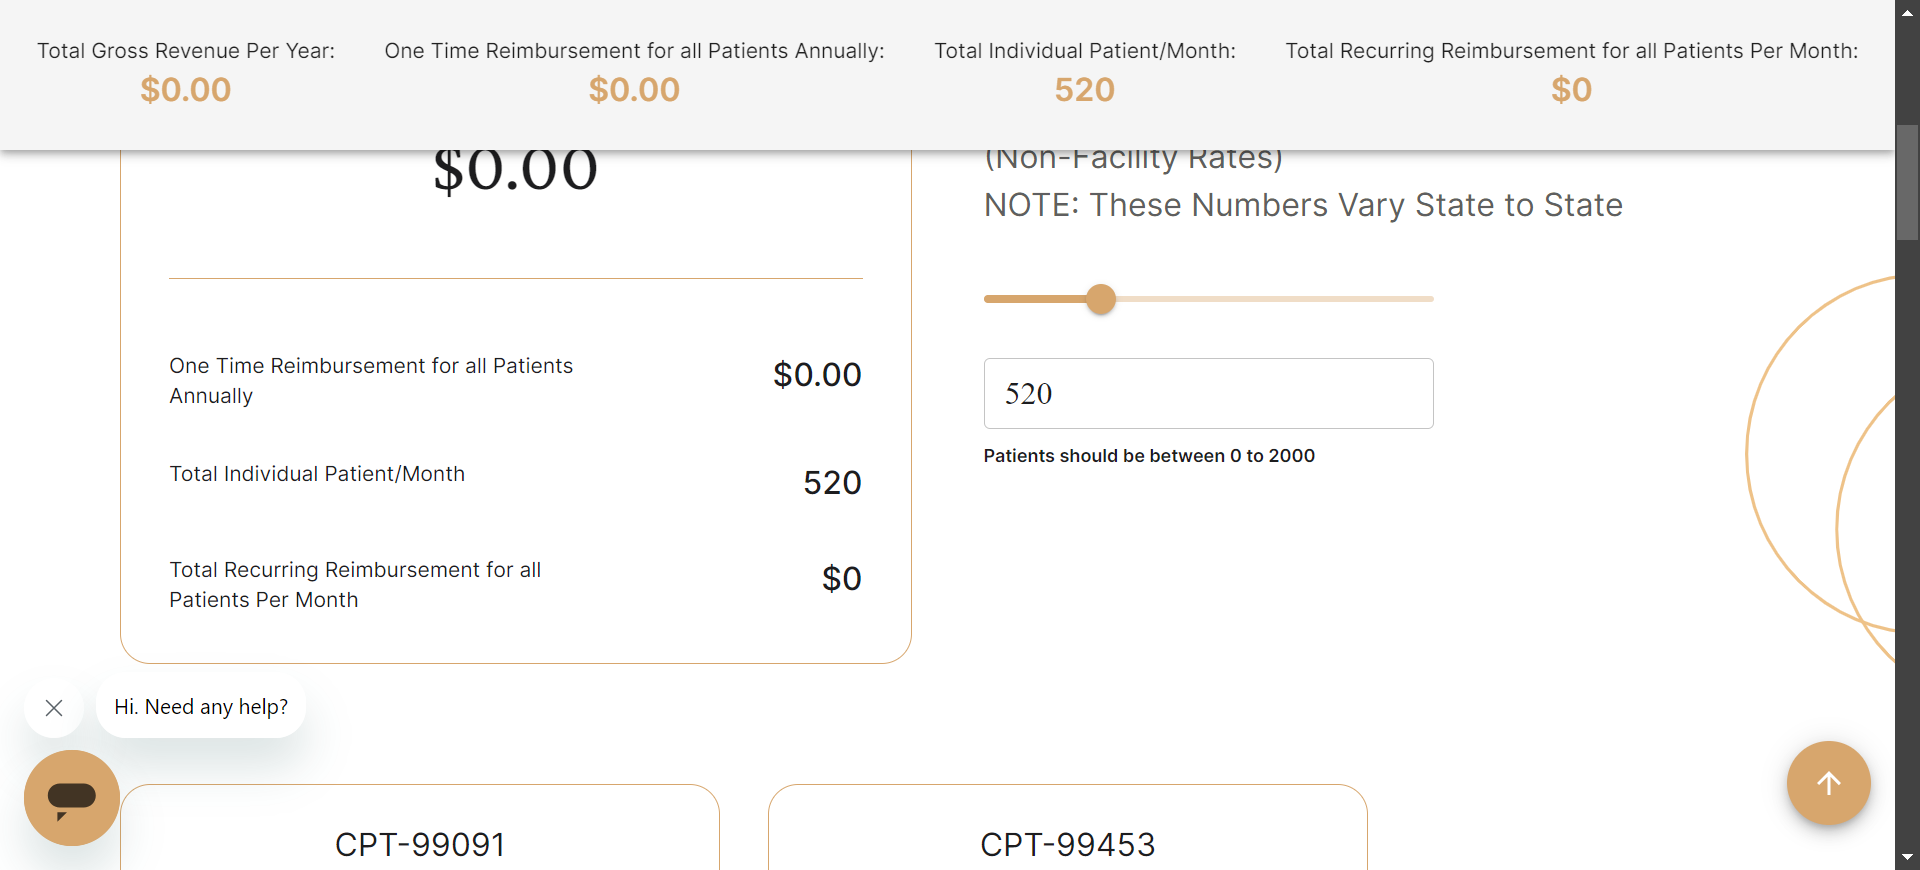 Total Gross Revenue Per Year:
$0.00
One Time Reimbursement for all Patients Annually:
$0.00
Total Individual Patient/Month:
520
Total Recurring Reimbursement for all Patients Per Month:
$0
$0.00
(Non-Facility Rates)
NOTE: These Numbers Vary State to State
One Time Reimbursement for all Patients
Annually
$0.00
Total Individual Patient/Month
520
Total Recurring Reimbursement for all
Patients Per Month
$0
520
Patients should be between 0 to 2000
Hi. Need any help?
CPT-99091
CPT-99453